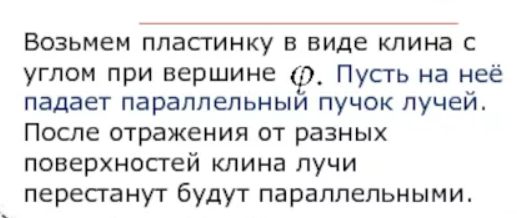 Возьмем пластинку в виде клина с
углом при вершине φ. Пусть на неё
падает параллельный пучок лучей.
После отражения от разных
поверхностей клина лучи
перестанут будут параллельными.